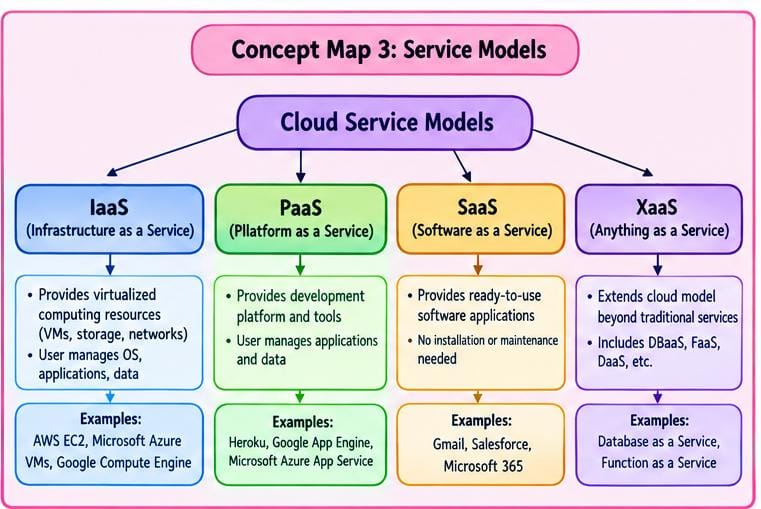 Concept Map 3: Service Models
Cloud Service Models
IaaS
(Infrastructure as a Service)
• Provides virtualized
computing resources
(VMs, storage, networks)
• User manages OS,
applications, data
Examples:
AWS EC2, Microsoft Azure
VMs, Google Compute Engine
PaaS
(Pllatform as a Service)
• Provides development
platform and tools
• User manages applications
and data
Examples:
Heroku, Google App Engine,
Microsoft Azure App Service
SaaS
(Software as a Service)
• Provides ready-to-use
software applications
• No installation or maintenance
needed
Examples:
Gmail, Salesforce,
Microsoft 365
XaaS
(Anything as a Service)
• Extends cloud model
beyond traditional services
• Includes DBaaS, FaaS,
DaaS, etc.
Examples:
Database as a Service,
Function as a Service